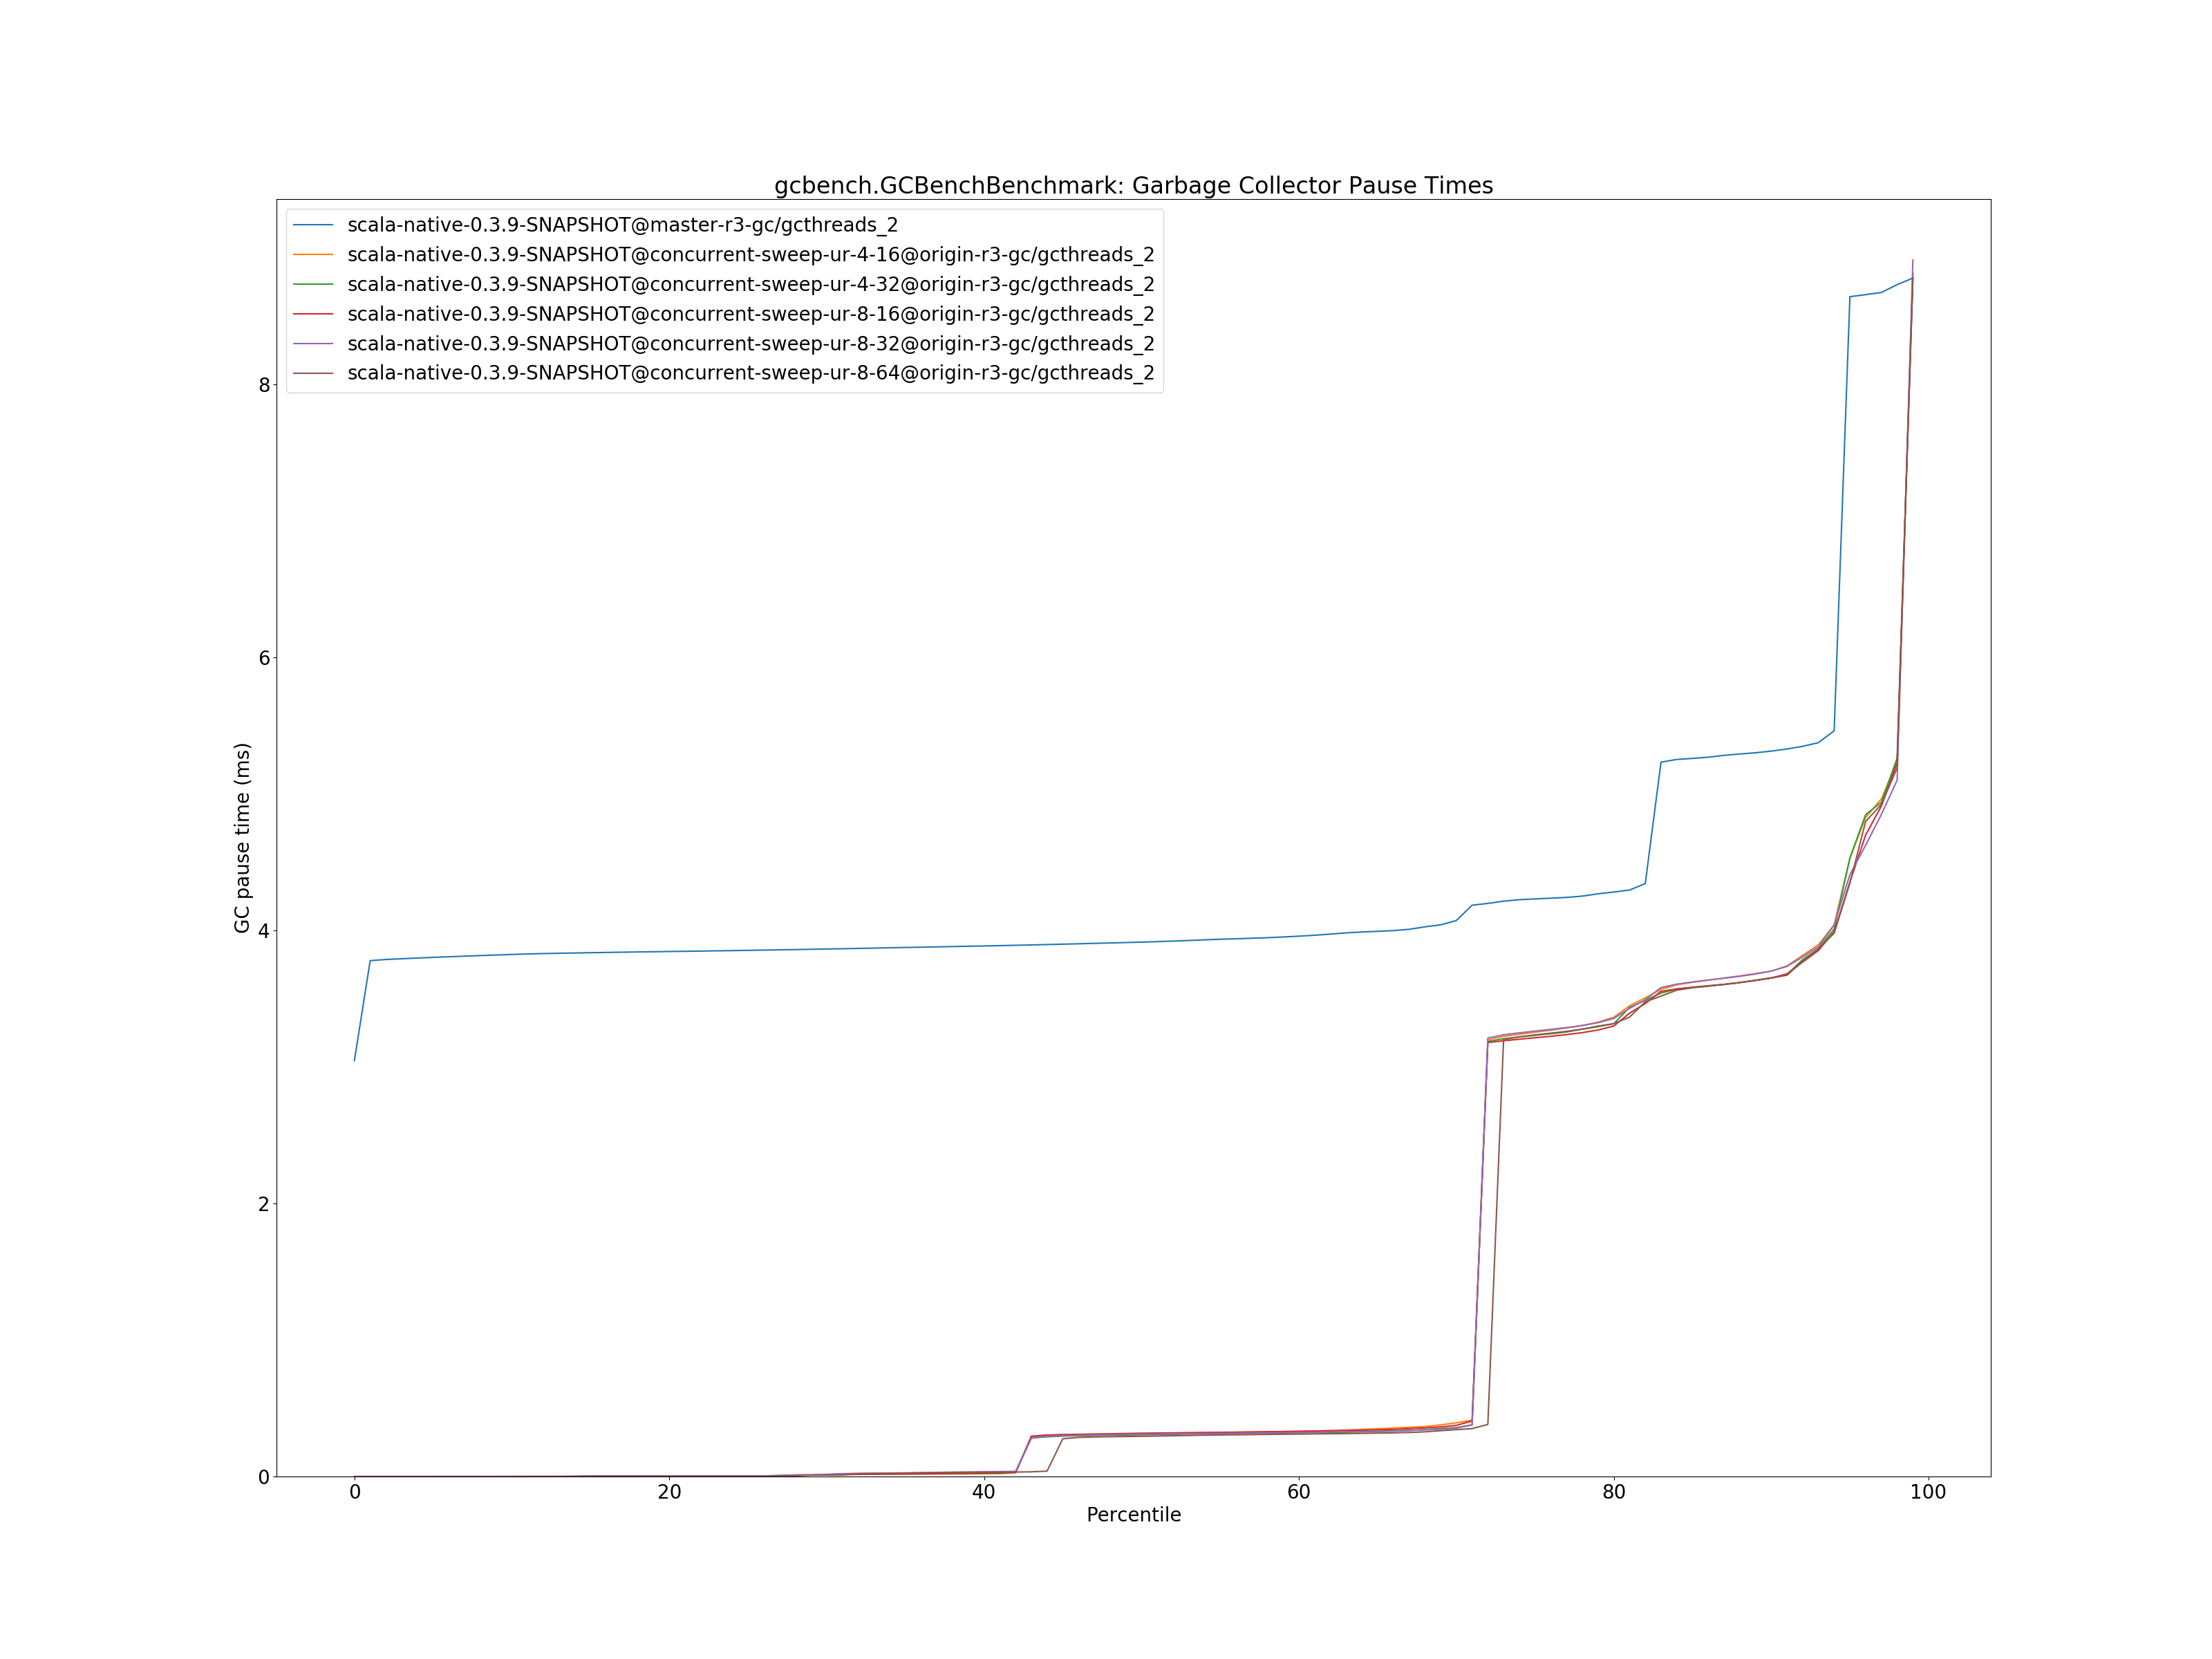 gcbench.GCBenchBenchmark: Garbage Collector Pause Times
scala-native-0.3.9-SNAPSHOT@master-r3-gc/gcthreads_2
scala-native-0.3.9-SNAPSHOT@concurrent-sweep-ur-4-16@origin-r3-gc/gcthreads_2
scala-native-0.3.9-SNAPSHOT@concurrent-sweep-ur-4-32@origin-r3-gc/gcthreads_2
scala-native-0.3.9-SNAPSHOT@concurrent-sweep-ur-8-16@origin-r3-gc/gcthreads_2
scala-native-0.3.9-SNAPSHOT@concurrent-sweep-ur-8-32@origin-r3-gc/gcthreads_2
scala-native-0.3.9-SNAPSHOT@concurrent-sweep-ur-8-64@origin-r3-gc/gcthreads_2
8
6
4
2
0
GC pause time (ms)
0 20 40 60 80 100
Percentile